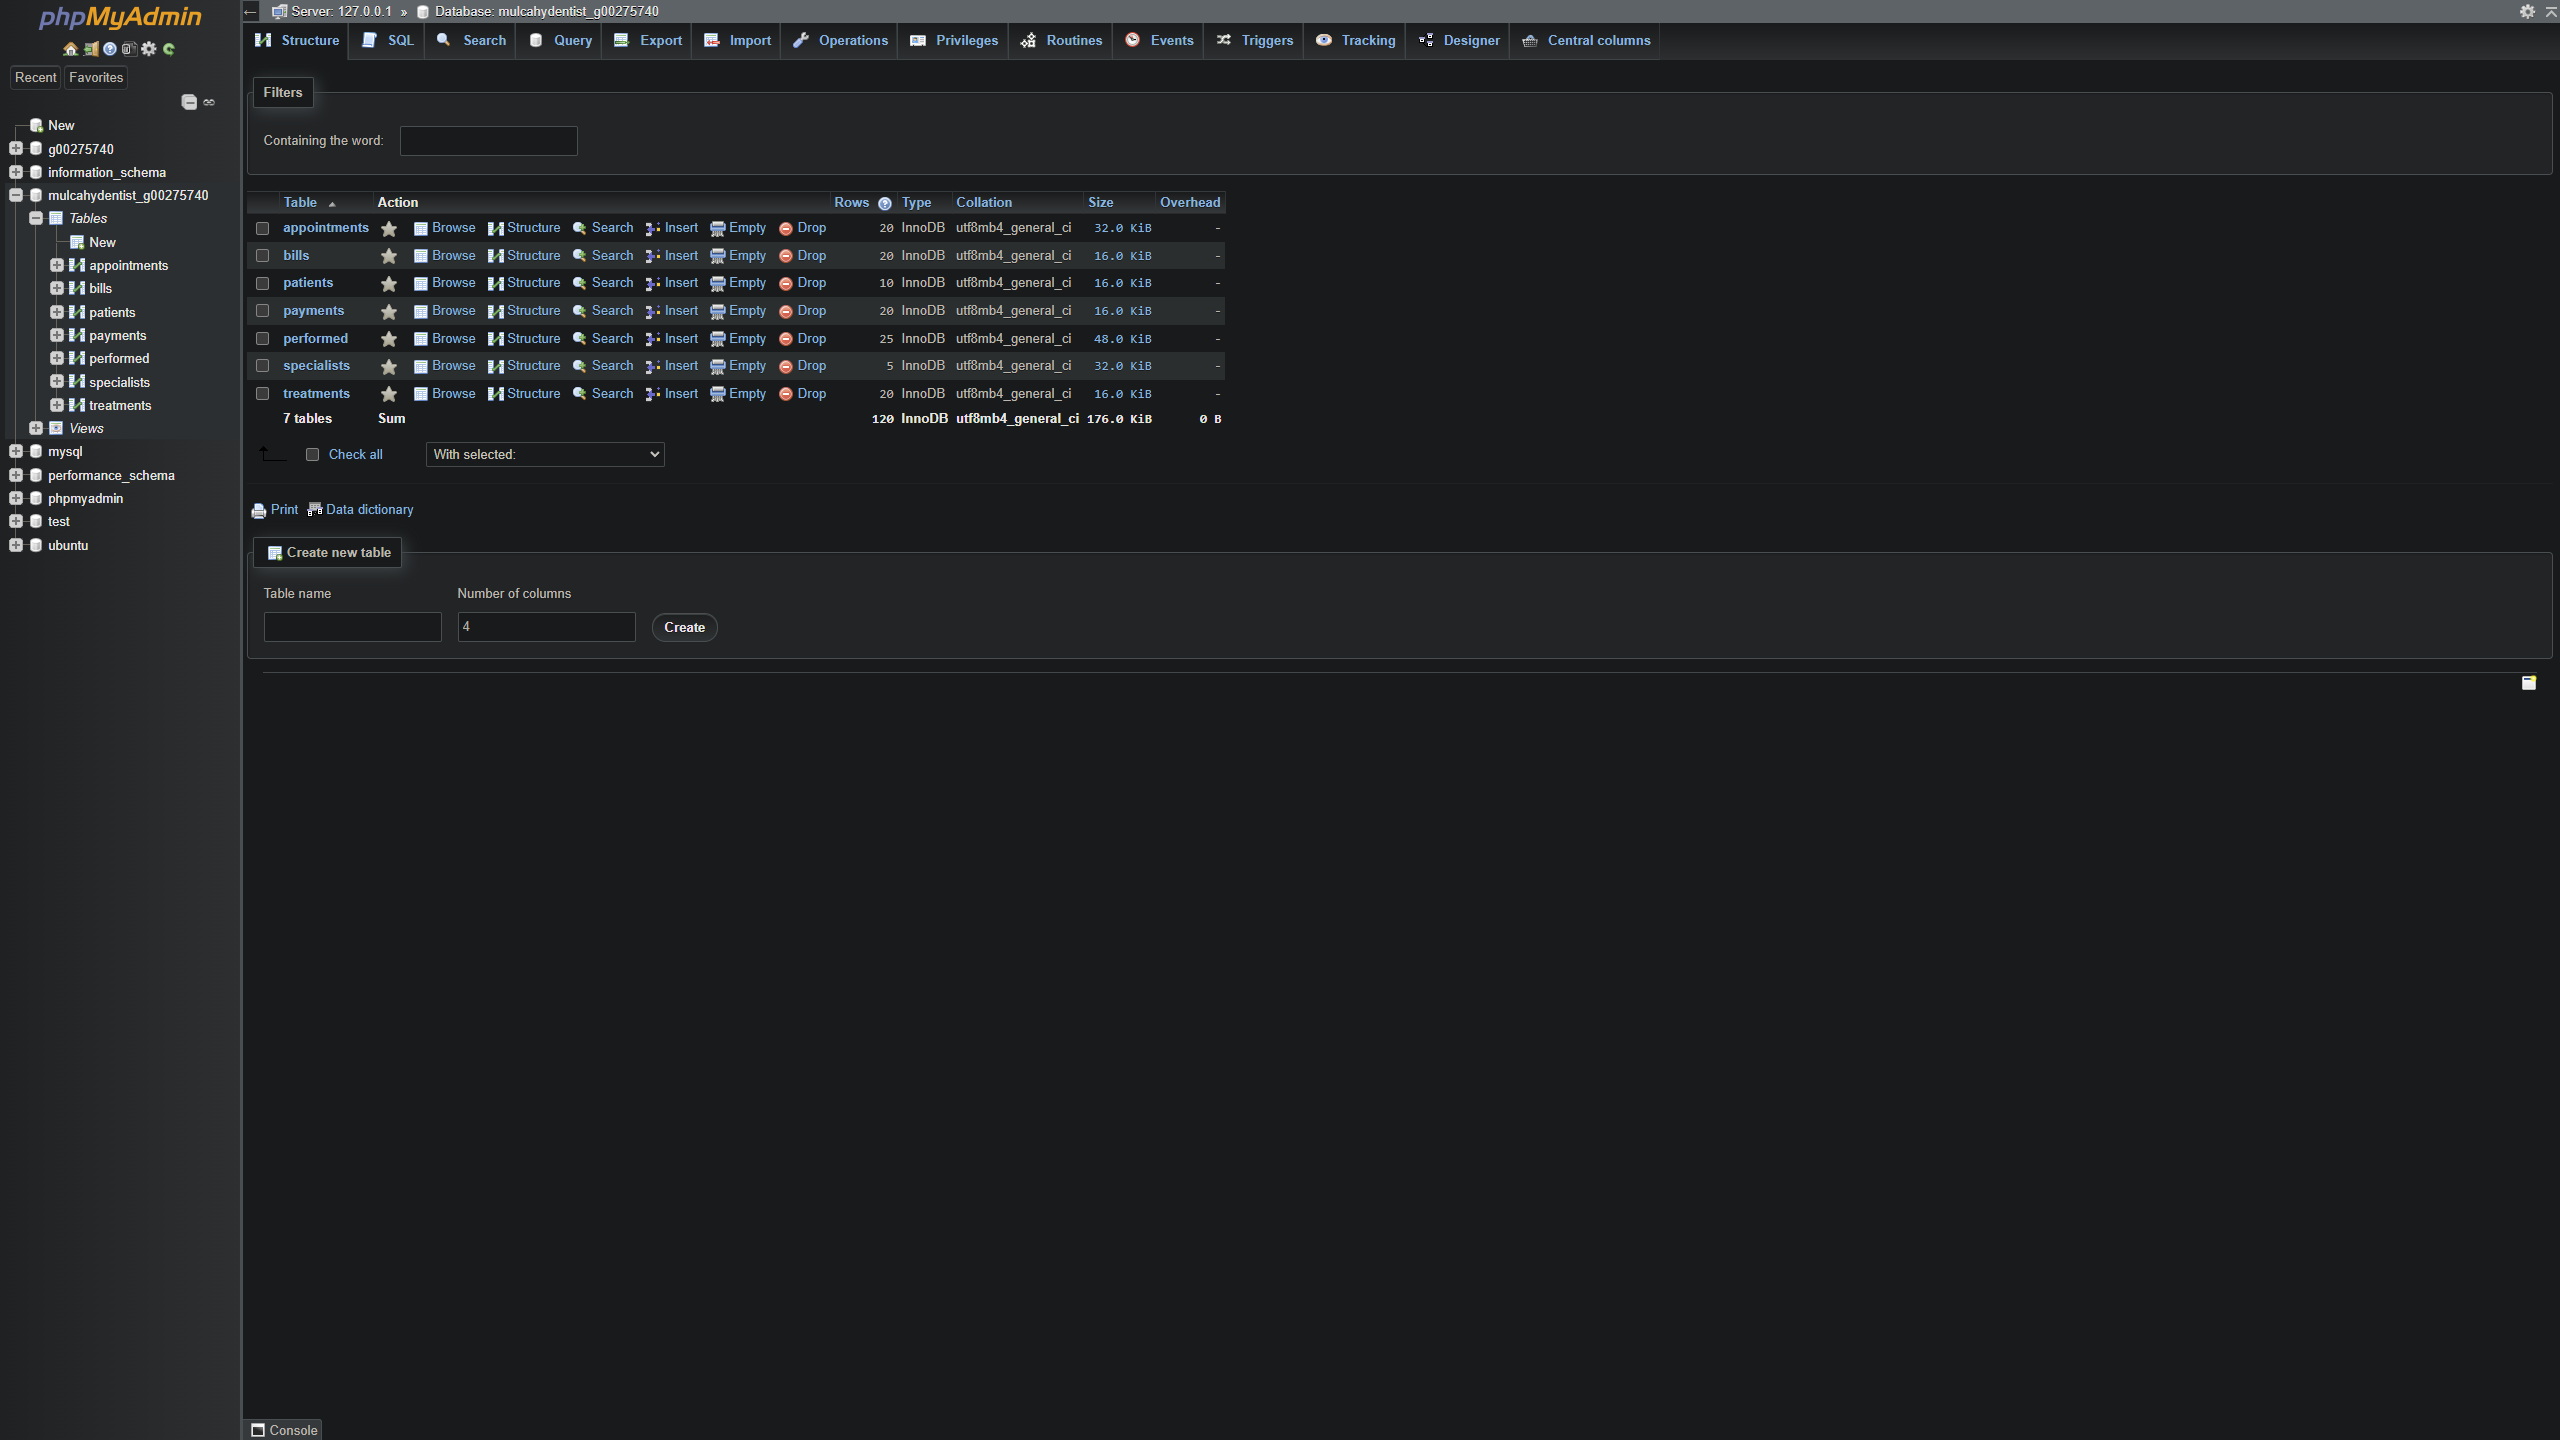 phpMyAdmin
Recent Favorites
New
g00275740
information_schema
mulcahydentist_g00275740
Tables
New
appointments
bills
patients
payments
performed
specialists
treatments
Views
mysql
performance_schema
phpmyadmin
test
ubuntu
Server: 127.0.0.1 » Database: mulcahydentist_g00275740
Structure SQL Search Query Export Import Operations Privileges Routines Events Triggers Tracking Designer Central columns
Filters
Containing the word:
Table Action Rows Type Collation Size Overhead
appointments Browse Structure Search Insert Empty Drop 20 InnoDB utf8mb4_general_ci 32.0 KiB -
bills Browse Structure Search Insert Empty Drop 20 InnoDB utf8mb4_general_ci 16.0 KiB -
patients Browse Structure Search Insert Empty Drop 10 InnoDB utf8mb4_general_ci 16.0 KiB -
payments Browse Structure Search Insert Empty Drop 20 InnoDB utf8mb4_general_ci 16.0 KiB -
performed Browse Structure Search Insert Empty Drop 25 InnoDB utf8mb4_general_ci 48.0 KiB -
specialists Browse Structure Search Insert Empty Drop 5 InnoDB utf8mb4_general_ci 32.0 KiB -
treatments Browse Structure Search Insert Empty Drop 20 InnoDB utf8mb4_general_ci 16.0 KiB -
7 tables Sum 120 InnoDB utf8mb4_general_ci 176.0 KiB 0 B
Check all With selected:
Print Data dictionary
Create new table
Table name Number of columns
4 Create
Console